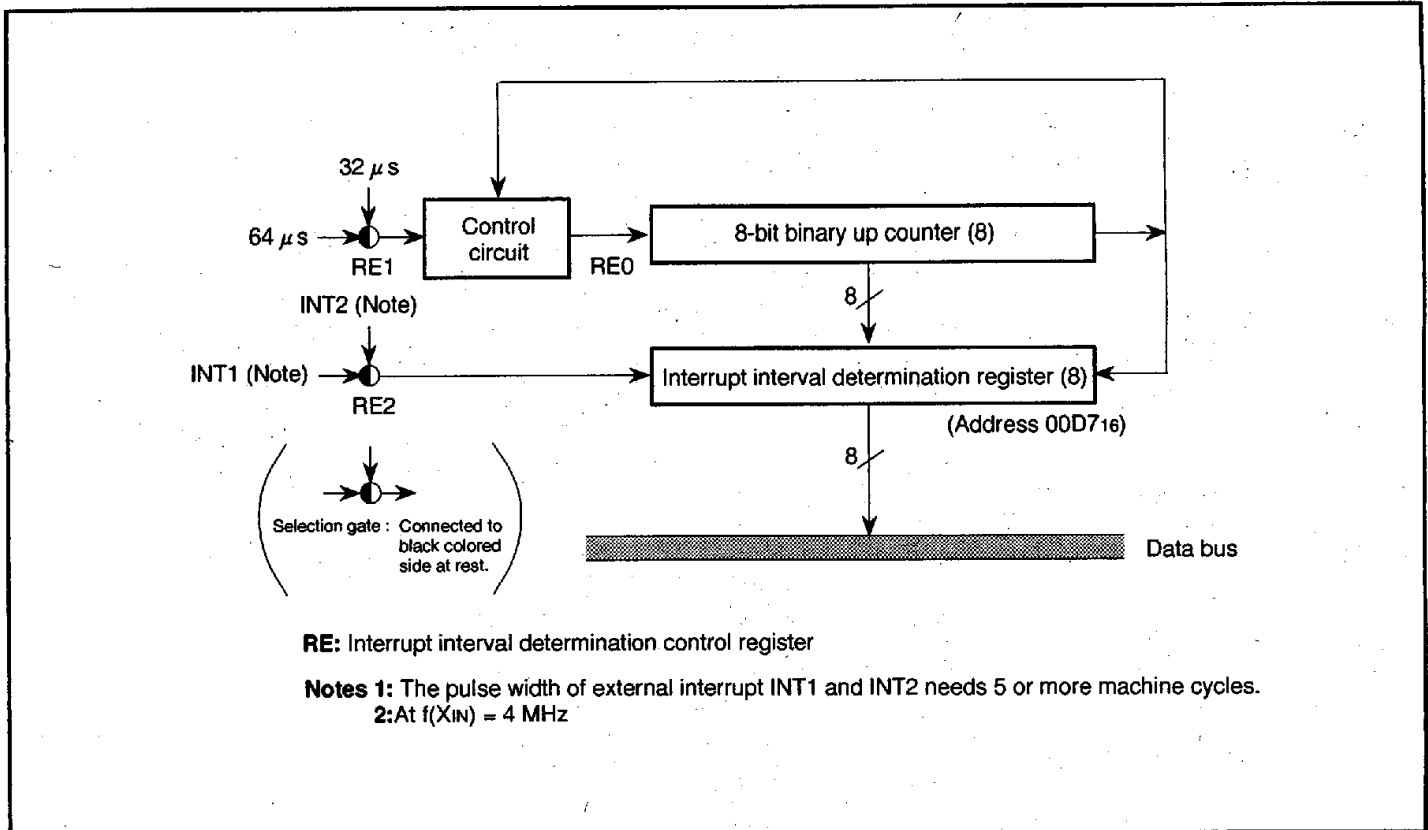 32 μs
64 μs
RE1
Control
circuit
RE0
8-bit binary up counter (8)
INT2 (Note)
8
INT1 (Note)
RE2
Interrupt interval determination register (8)
(Address 00D716)
8
Selection gate : Connected to
black colored
side at rest.
Data bus
RE: Interrupt interval determination control register
Notes 1: The pulse width of external interrupt INT1 and INT2 needs 5 or more machine cycles.
2:At f(XIN) = 4 MHz